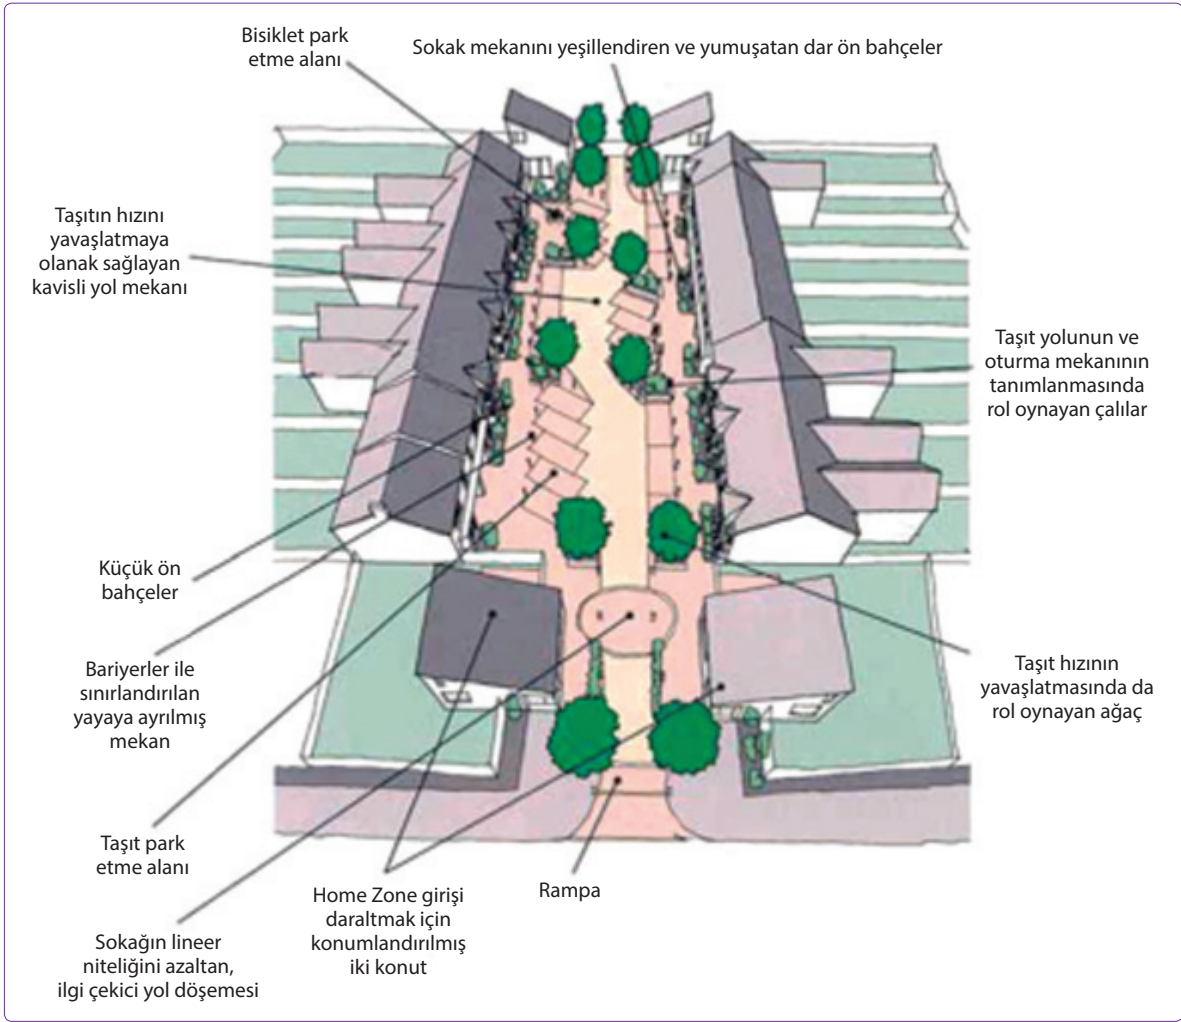 Bisiklet park
etme alanı
Sokak mekanını yeşillendiren ve yumuşatan dar ön bahçeler
Taşıtın hızını
yavaşlatmaya
olanak sağlayan
kavisli yol mekanı
Taşıt yolunun ve
oturma mekanının
tanımlanmasında
rol oynayan çalılar
Küçük ön
bahçeler
Bariyerler ile
sınırlandırılan
yayaya ayrılmış
mekan
Taşıt hızının
yavaşlatmasında da
rol oynayan ağaç
Taşıt park
etme alanı
Home Zone girişi
daraltmak için
konumlandırılmış
iki konut
Rampa
Sokağın lineer
niteliğini azaltan,
ilgi çekici yol döşemesi